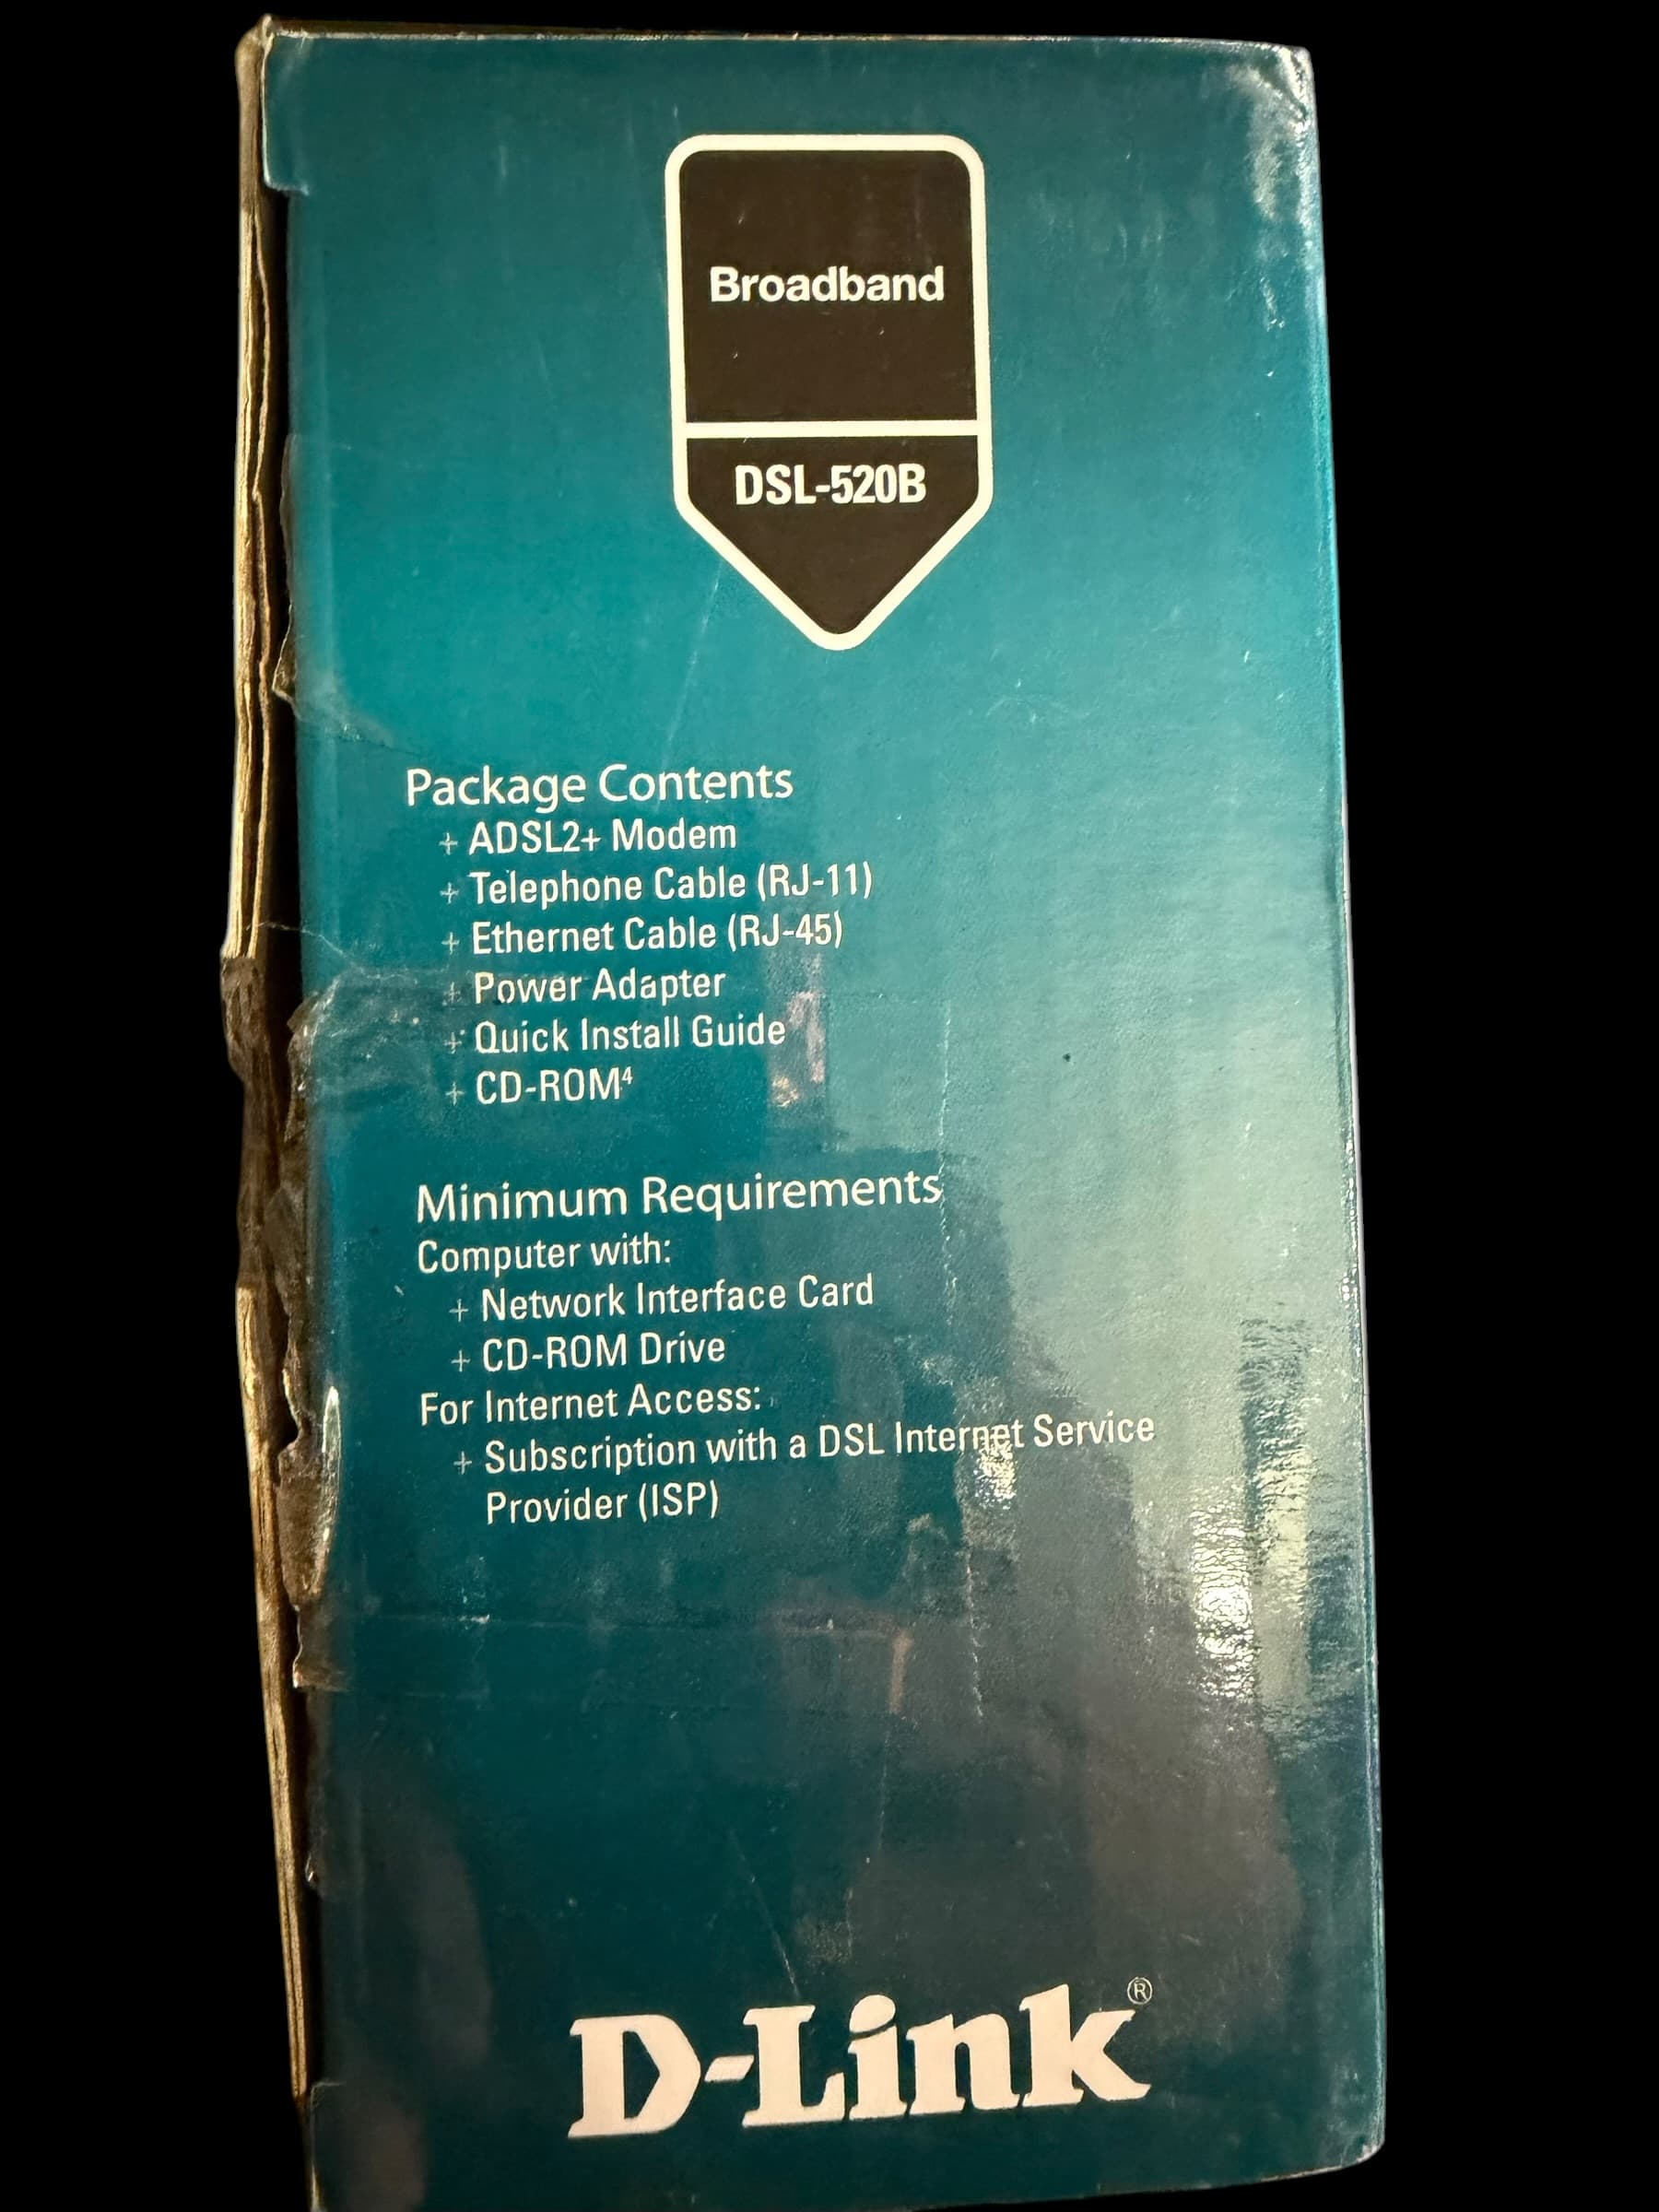 Broadband
DSL-520B
Package Contents
+ ADSL2+ Modem
+ Telephone Cable (RJ-11)
+ Ethernet Cable (RJ-45)
+ Power Adapter
+ Quick Install Guide
+ CD-ROM⁴
Minimum Requirements
Computer with:
+ Network Interface Card
+ CD-ROM Drive
For Internet Access:
+ Subscription with a DSL Internet Service
Provider (ISP)
D-Link®